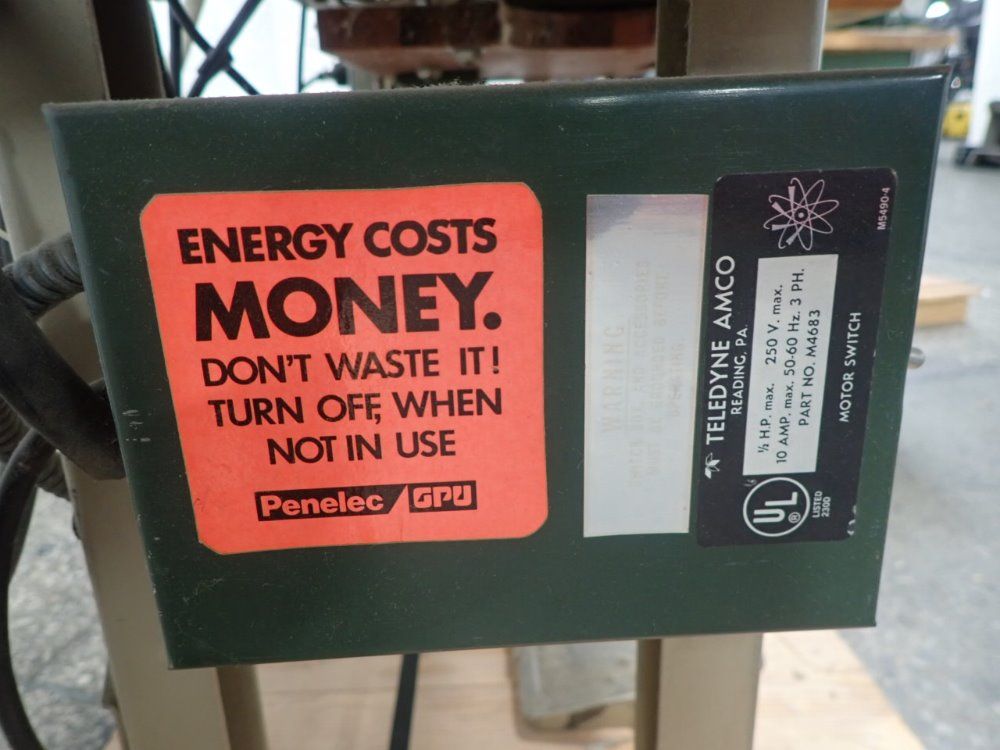 ENERGY COSTS
MONEY.
DON'T WASTE IT!
TURN OFF, WHEN
NOT IN USE
Penelec GPU
WARNING
TELEDYNE AMCO
READING, PA.
½ H.P. max. 250 V. max.
10 AMP. max. 50-60 Hz. 3 PH.
PART NO. M4683
MOTOR SWITCH
M5490-4
UL ®
LISTED
230D